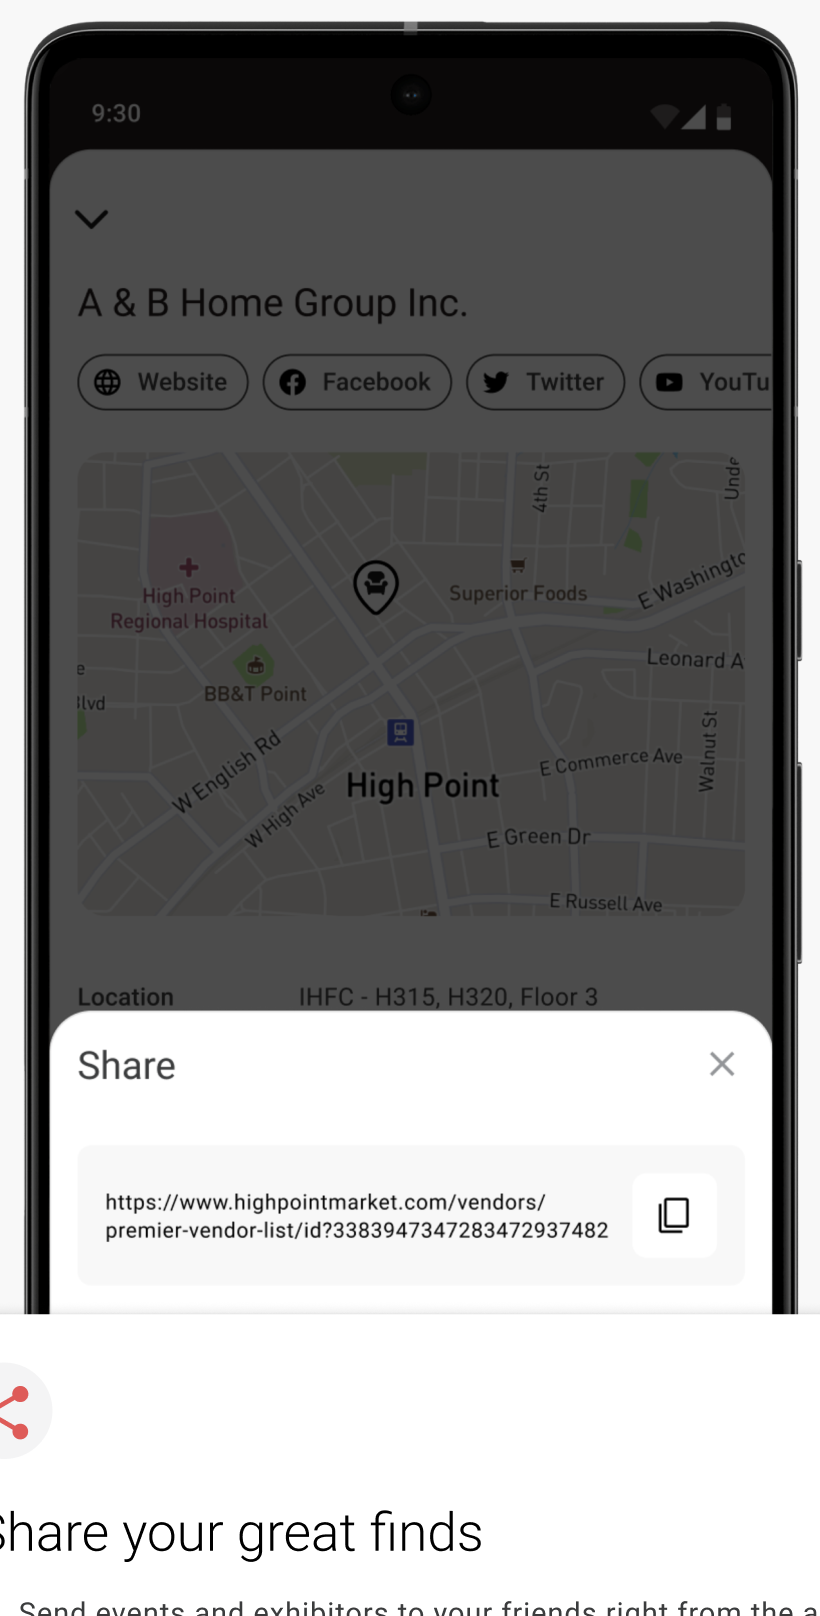 9:30
A & B Home Group Inc.
Website
Facebook
Twitter
YouTu
4th St
Unde
High Point
Regional Hospital
Superior Foods
E Washingto
Leonard A
e
Blvd
BB&T Point
W English Rd
W High Ave
High Point
E Commerce Ave
Walnut St
E Green Dr
E Russell Ave
Location
IHFC - H315, H320, Floor 3
Share
https://www.highpointmarket.com/vendors/
premier-vendor-list/id?3383947347283472937482
Share your great finds
Send events and exhibitors to your friends right from the a